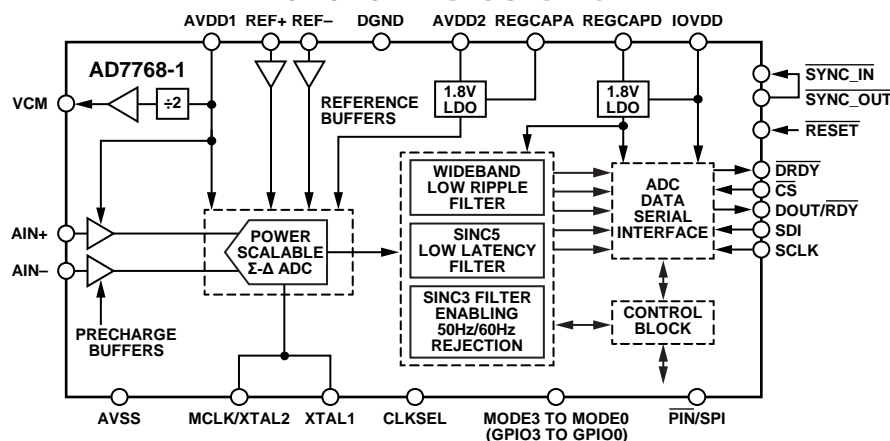 AVDD1 REF+ REF– DGND AVDD2 REGCAPA REGCAPD IOVDD
AD7768-1
VCM
÷2
REFERENCE
BUFFERS
1.8V
LDO
1.8V
LDO
SYNC_IN
SYNC_OUT
RESET
WIDEBAND
LOW RIPPLE
FILTER
ADC
DATA
SERIAL
INTERFACE
DRDY
CS
DOUT/RDY
SDI
SCLK
AIN+
AIN–
POWER
SCALABLE
Σ-Δ ADC
SINC5
LOW LATENCY
FILTER
SINC3 FILTER
ENABLING
50Hz/60Hz
REJECTION
CONTROL
BLOCK
PRECHARGE
BUFFERS
AVSS MCLK/XTAL2 XTAL1 CLKSEL MODE3 TO MODE0 PIN/SPI
(GPIO3 TO GPIO0)